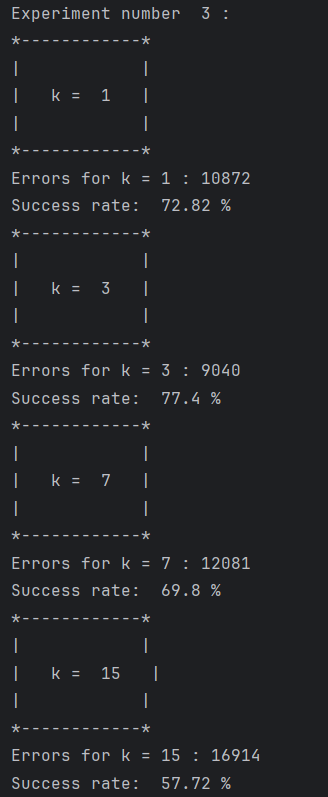 Experiment number  3 :
*------------*
|            |
|   k =  1   |
|            |
*------------*
Errors for k = 1 : 10872
Success rate:  72.82 %
*------------*
|            |
|   k =  3   |
|            |
*------------*
Errors for k = 3 : 9040
Success rate:  77.4 %
*------------*
|            |
|   k =  7   |
|            |
*------------*
Errors for k = 7 : 12081
Success rate:  69.8 %
*------------*
|            |
|   k =  15   |
|            |
*------------*
Errors for k = 15 : 16914
Success rate:  57.72 %